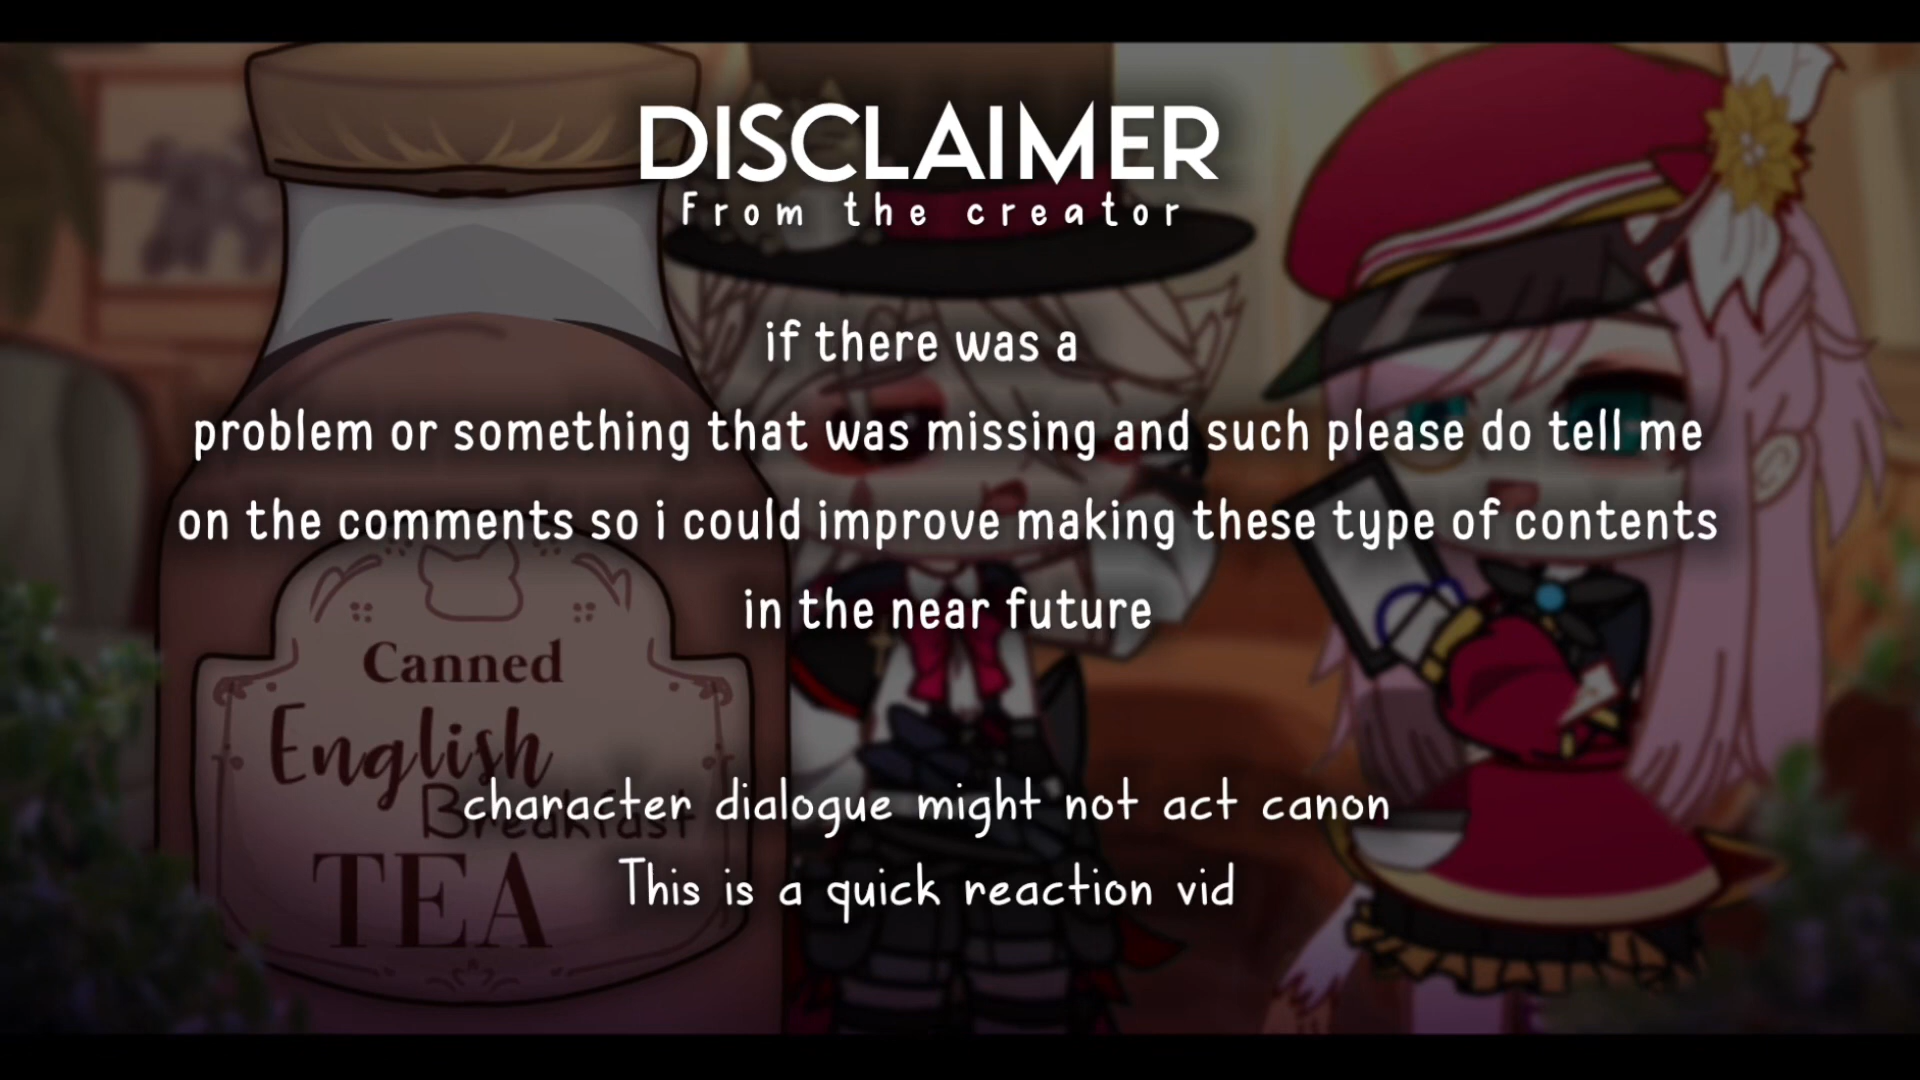 DISCLAIMER
From the creator
if there was a
problem or something that was missing and such please do tell me
on the comments so i could improve making these type of contents
in the near future
Canned
English
Breakfast
TEA
character dialogue might not act canon
This is a quick reaction vid